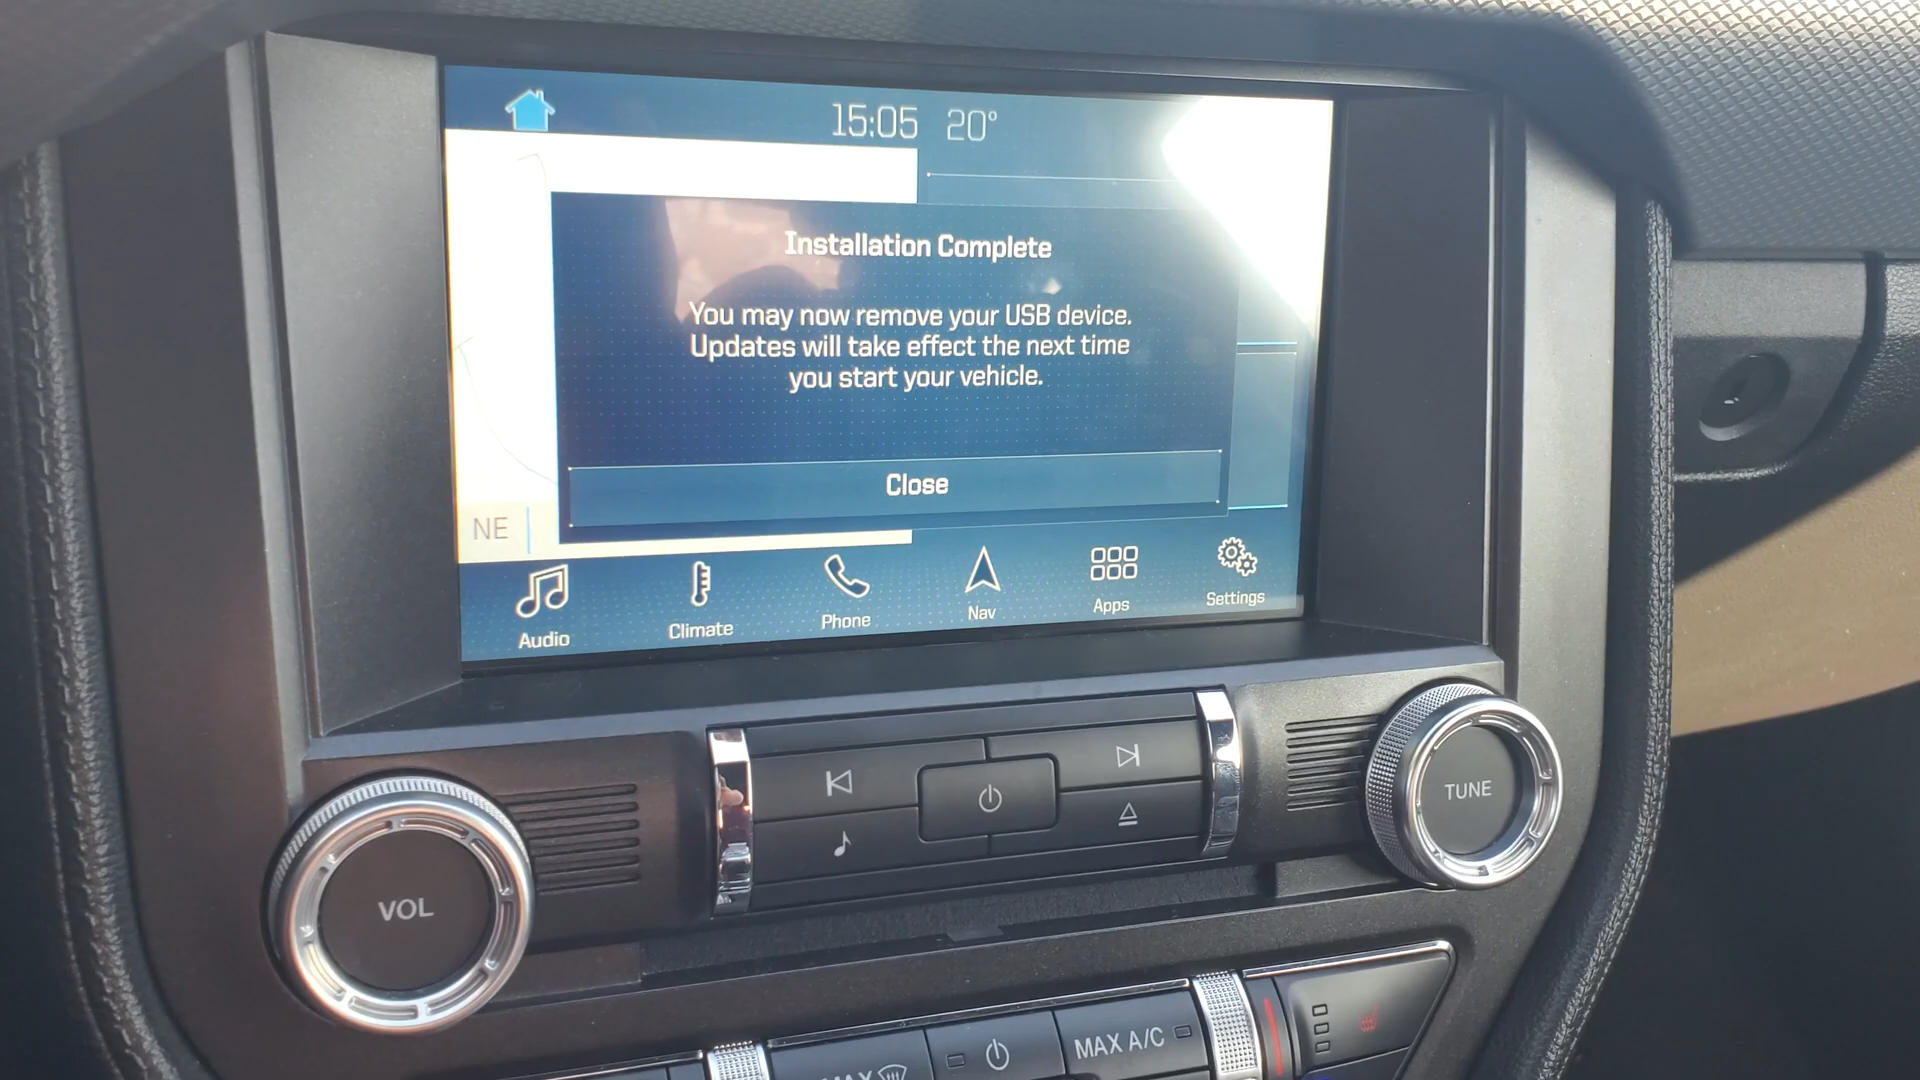 15:05 20°
Installation Complete
You may now remove your USB device.
Updates will take effect the next time
you start your vehicle.
Close
NE
Audio
Climate
Phone
Nav
Apps
Settings
VOL
TUNE
MAX A/C
MAX